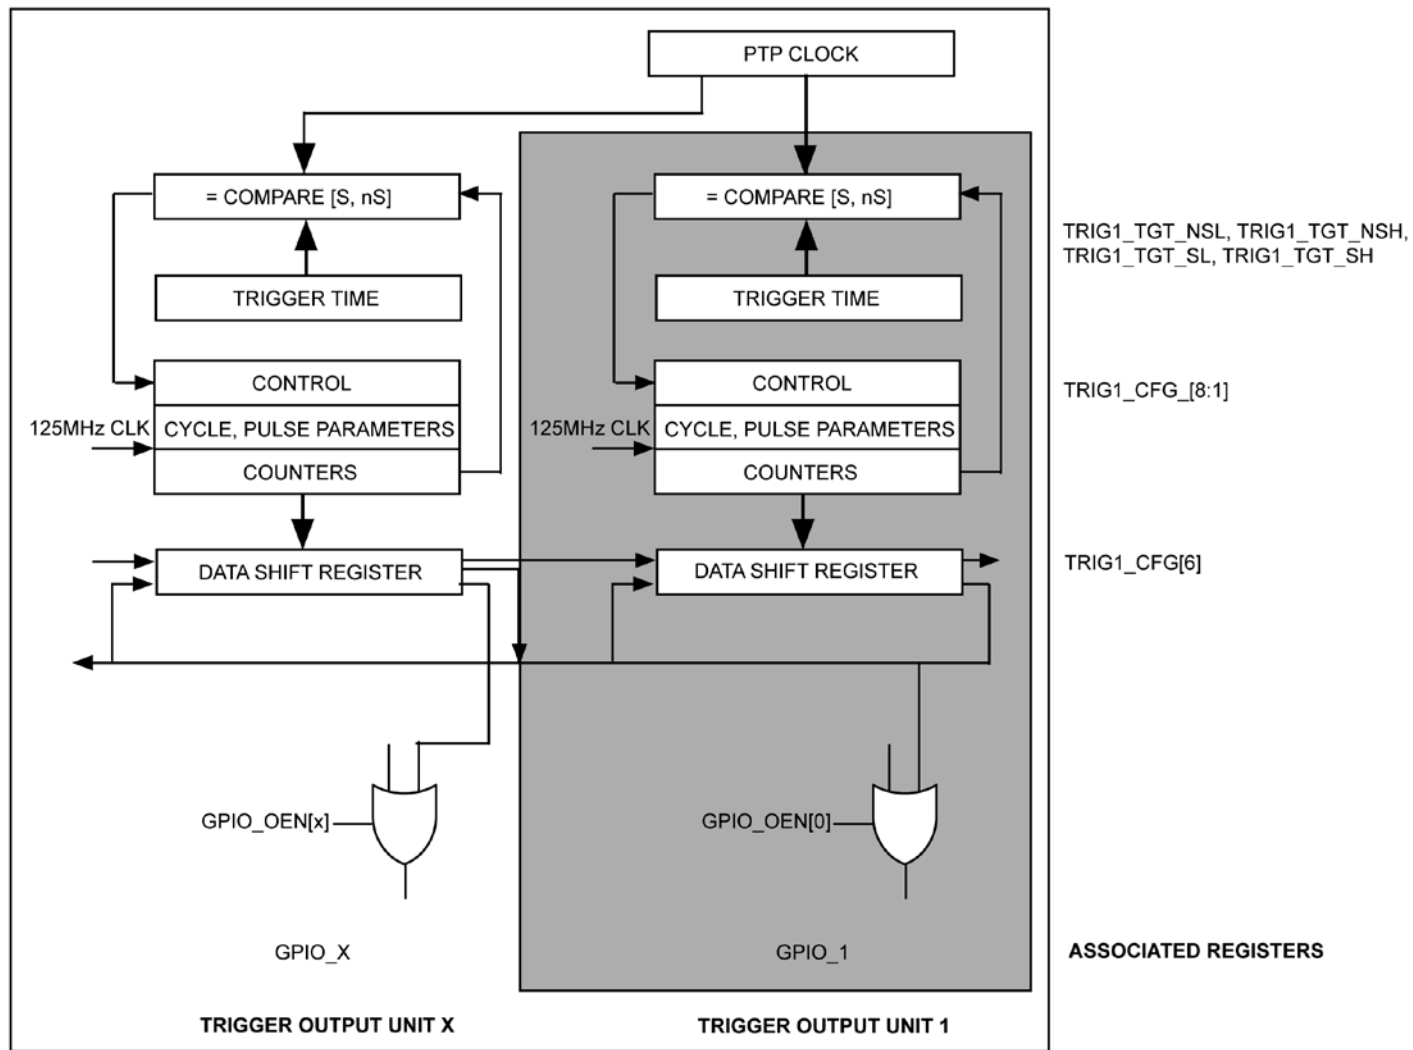 PTP CLOCK
= COMPARE [S, nS]
= COMPARE [S, nS]
TRIG1_TGT_NSL, TRIG1_TGT_NSH,
TRIG1_TGT_SL, TRIG1_TGT_SH
TRIGGER TIME
TRIGGER TIME
CONTROL
CONTROL
TRIG1_CFG_[8:1]
125MHz CLK
CYCLE, PULSE PARAMETERS
125MHz CLK
CYCLE, PULSE PARAMETERS
COUNTERS
COUNTERS
DATA SHIFT REGISTER
DATA SHIFT REGISTER
TRIG1_CFG[6]
GPIO_OEN[x]
GPIO_OEN[0]
GPIO_X
GPIO_1
ASSOCIATED REGISTERS
TRIGGER OUTPUT UNIT X
TRIGGER OUTPUT UNIT 1